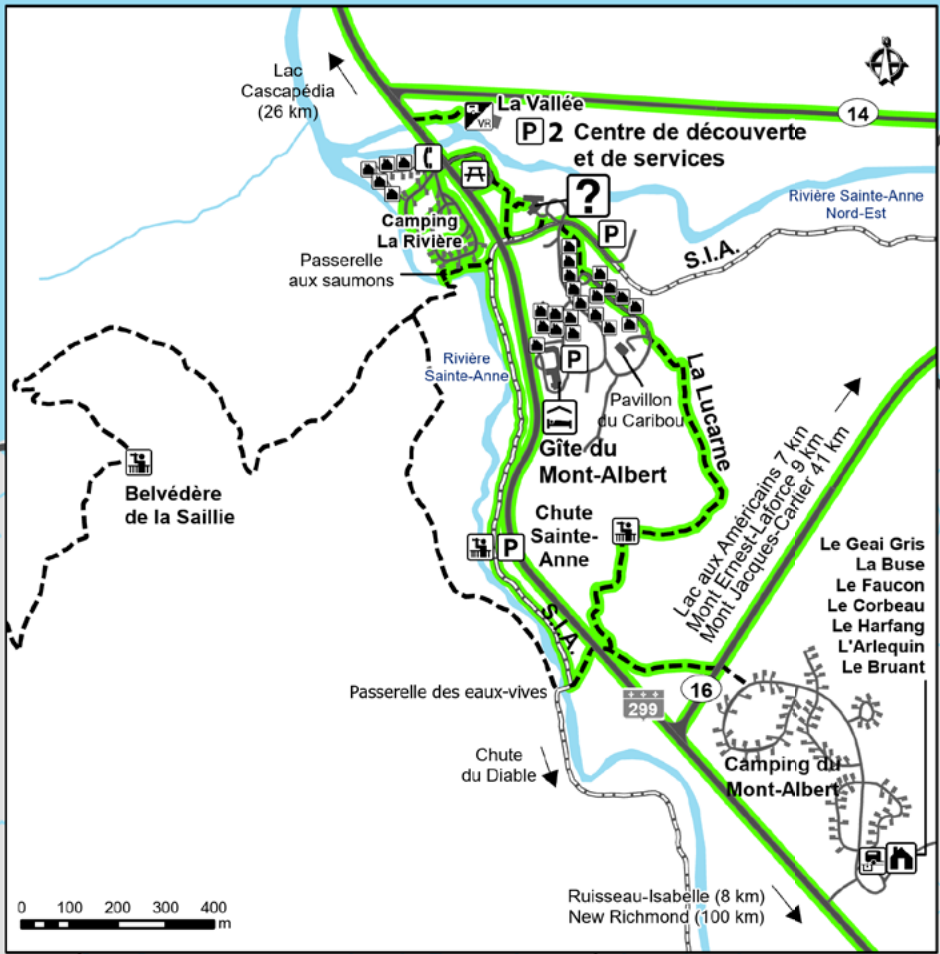 Lac
Cascapédia
(26 km)
La Vallée
VR
14
P 2 Centre de découverte
et de services
?
Rivière Sainte-Anne
Nord-Est
Camping
La Rivière
P
S.I.A.
Passerelle
aux saumons
Rivière
Sainte-Anne
P
La Lucarne
Pavillon
du Caribou
Gîte du
Mont-Albert
Lac aux Américains 7 km
Mont Ernest-Laforce 9 km
Mont Jacques-Cartier 41 km
Belvédère
de la Saillie
Chute
Sainte-
Anne
P
Le Geai Gris
La Buse
Le Faucon
Le Corbeau
Le Harfang
L'Arlequin
Le Bruant
S.I.A.
Passerelle des eaux-vives
16
299
Chute
du Diable
Camping du
Mont-Albert
Ruisseau-Isabelle (8 km)
New Richmond (100 km)
0 100 200 300 400
m